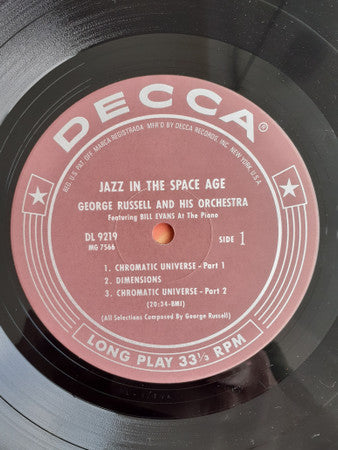 DECCA®
REG. U.S. PAT. OFF. MARCA REGISTRADA · MF'D BY DECCA RECORDS, INC., NEW YORK, U.S.A.
JAZZ IN THE SPACE AGE
GEORGE RUSSELL AND HIS ORCHESTRA
Featuring BILL EVANS At The Piano
DL 9219
MG 7566
SIDE 1
1. CHROMATIC UNIVERSE - Part 1
2. DIMENSIONS
3. CHROMATIC UNIVERSE - Part 2
(20:34-BMI)
(All Selections Composed By George Russell)
LONG PLAY 33⅓ RPM